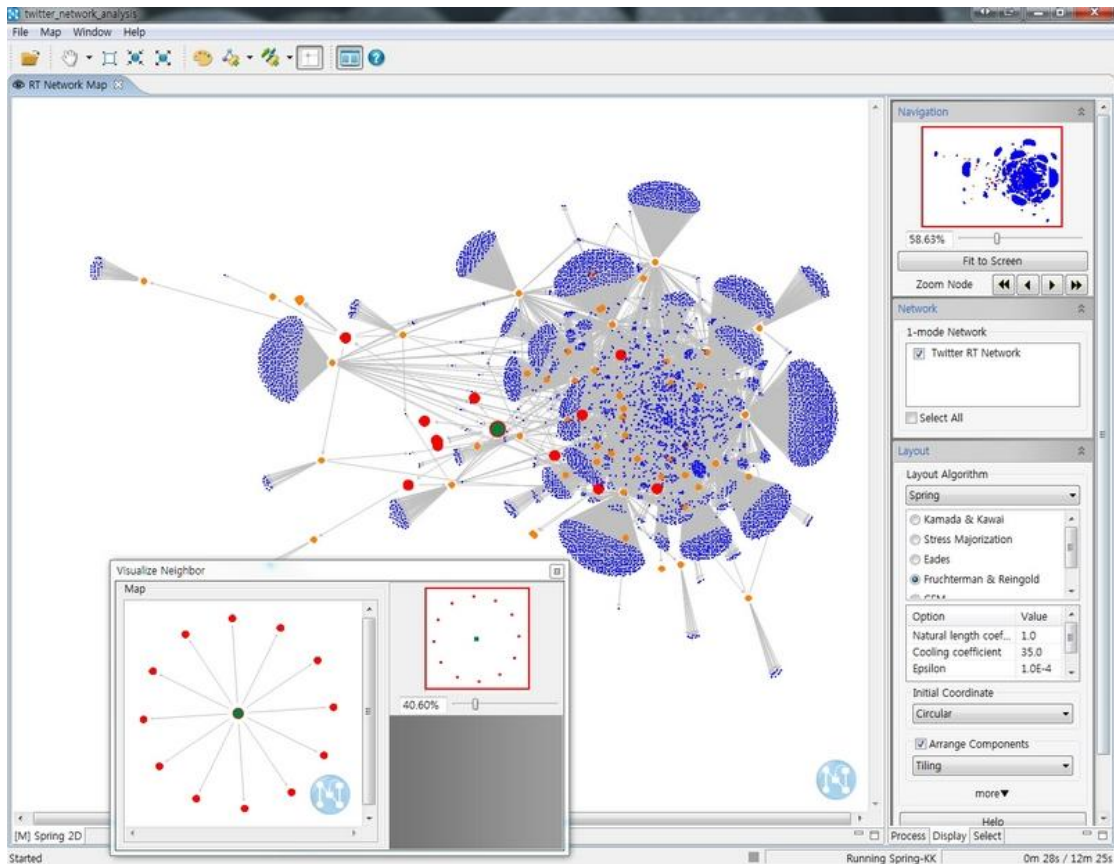 twitter_network_analysis
File Map Window Help
RT Network Map
Navigation
58.63%
Fit to Screen
Zoom Node
Network
1-mode Network
Twitter RT Network
Select All
Layout
Layout Algorithm
Spring
Kamada & Kawai
Stress Majorization
Eades
Fruchterman & Reingold
GEM
Option Value
Natural length coef... 1.0
Cooling coefficient 35.0
Epsilon 1.0E-4
Initial Coordinate
Circular
Arrange Components
Tiling
more▼
Help
Visualize Neighbor
Map
40.60%
[M] Spring 2D
Process Display Select
Started
Running Spring-KK
0m 28s / 12m 28s